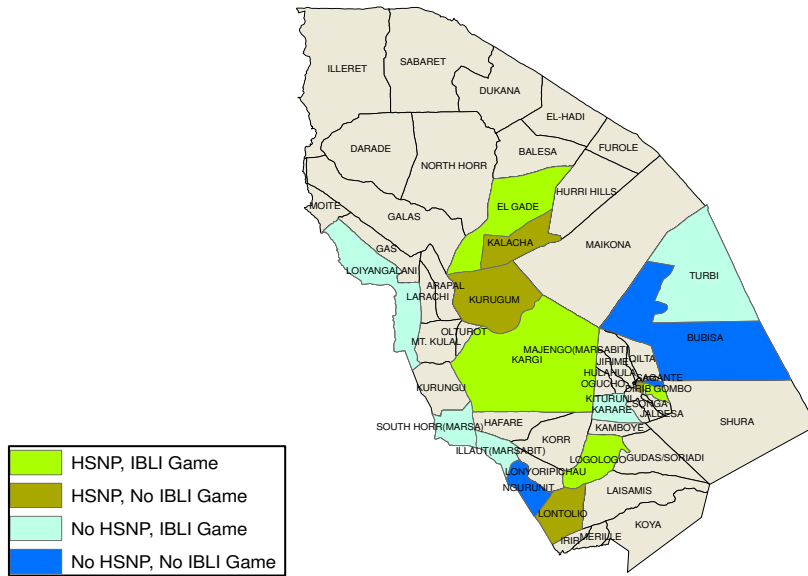 SABARET
ILLERET
DUKANA
EL-HADI
DARADE
FUROLE
BALESA
NORTH HORR
HURRI HILLS
MOITE
EL GADE
GALAS
KALACHA
MAIKONA
GAS
LOIYANGALANI
TURBI
ARAPAL
LARACHI
KURUGUM
OLTUROT
BUBISA
MT. KULAL
MAJENGO(MARSABIT)
KARGI
QILTA
JIRIME
HULAHULA
SAGANTE
KURUNGU
OGUCHO
DIRIB GOMBO
KITURUNI
SONGA
KARARE
JALDESA
SHURA
SOUTH HORR(MARSA)
HAFARE
KAMBOYE
KORR
ILLAUT(MARSABIT)
GUDAS/SORIADI
LOGOLOGO
LONYORIPICHAU
NGURUNIT
LAISAMIS
LONTOLIO
KOYA
MERILLE
IRIR
HSNP, IBLI Game
HSNP, No IBLI Game
No HSNP, IBLI Game
No HSNP, No IBLI Game